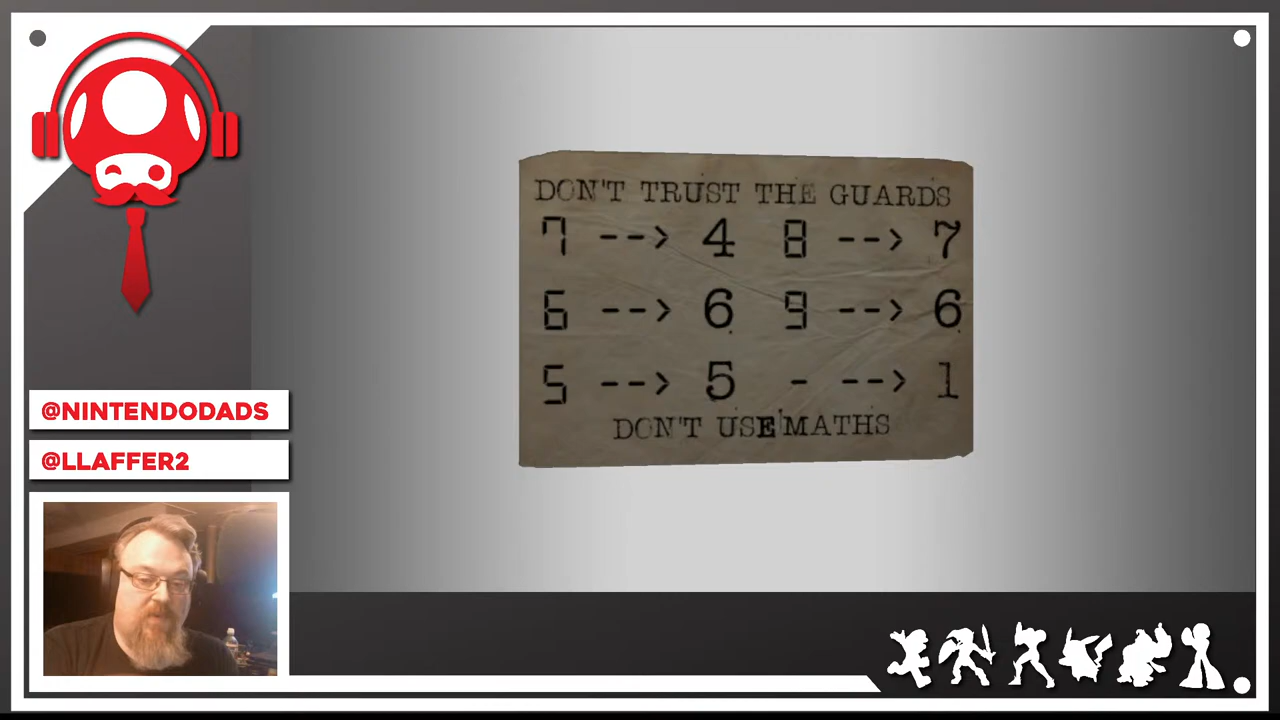 DON'T TRUST THE GUARDS
7 --> 4 8 --> 7
6 --> 6 9 --> 6
5 --> 5 - --> 1
DON'T USE MATHS
@NINTENDODADS
@LLAFFER2